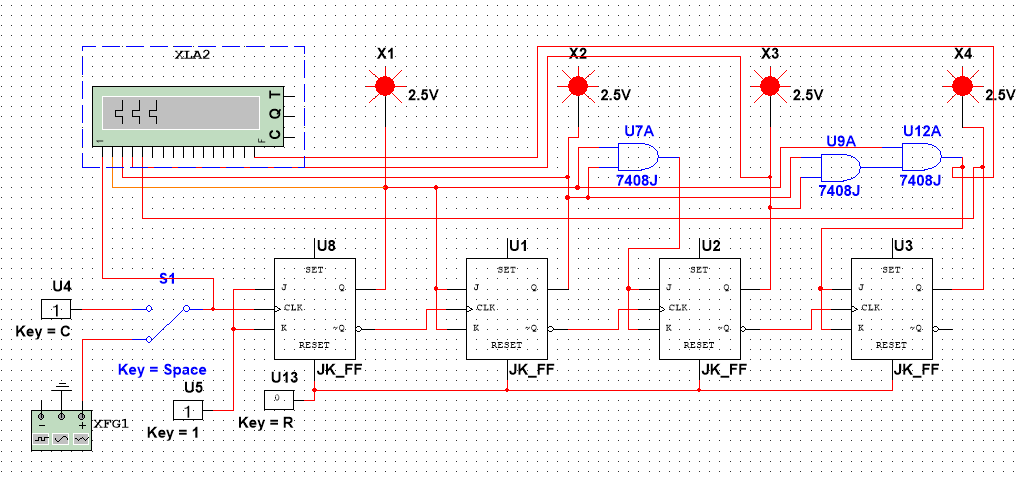 XLA2
X1 X2 X3 X4
2.5V 2.5V 2.5V 2.5V
T
Q
C
1 F
U7A
7408J
U9A
7408J
U12A
7408J
U8 U1 U2 U3
SET SET SET SET
J Q J Q J Q J Q
CLK CLK CLK CLK
K ~Q K ~Q K ~Q K ~Q
RESET RESET RESET RESET
JK_FF JK_FF JK_FF JK_FF
U4
1
Key = C
S1
Key = Space
U5
1
Key = 1
U13
0
Key = R
XFG1
− +